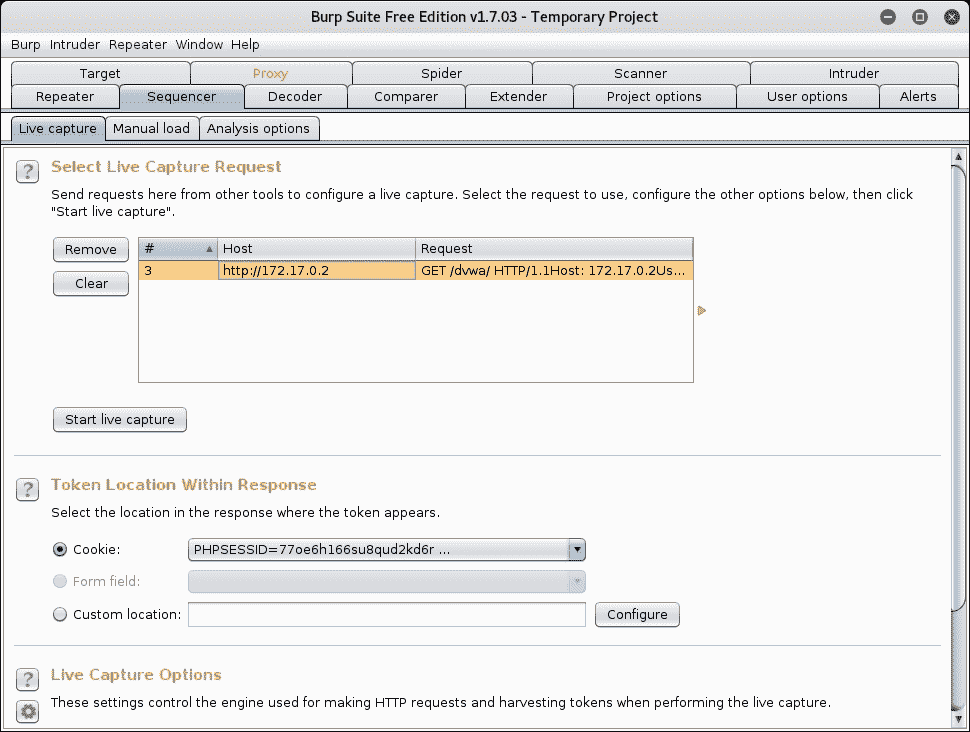 Burp Suite Free Edition v1.7.03 - Temporary Project
Burp Intruder Repeater Window Help
Target Proxy Spider Scanner Intruder
Repeater Sequencer Decoder Comparer Extender Project options User options Alerts
Live capture Manual load Analysis options
? Select Live Capture Request
Send requests here from other tools to configure a live capture. Select the request to use, configure the other options below, then click
"Start live capture".
Remove # Host Request
3 http://172.17.0.2 GET /dvwa/ HTTP/1.1Host: 172.17.0.2Us...
Clear
Start live capture
? Token Location Within Response
Select the location in the response where the token appears.
Cookie: PHPSESSID=77oe6h166su8qud2kd6r ...
Form field:
Custom location: Configure
? Live Capture Options
These settings control the engine used for making HTTP requests and harvesting tokens when performing the live capture.